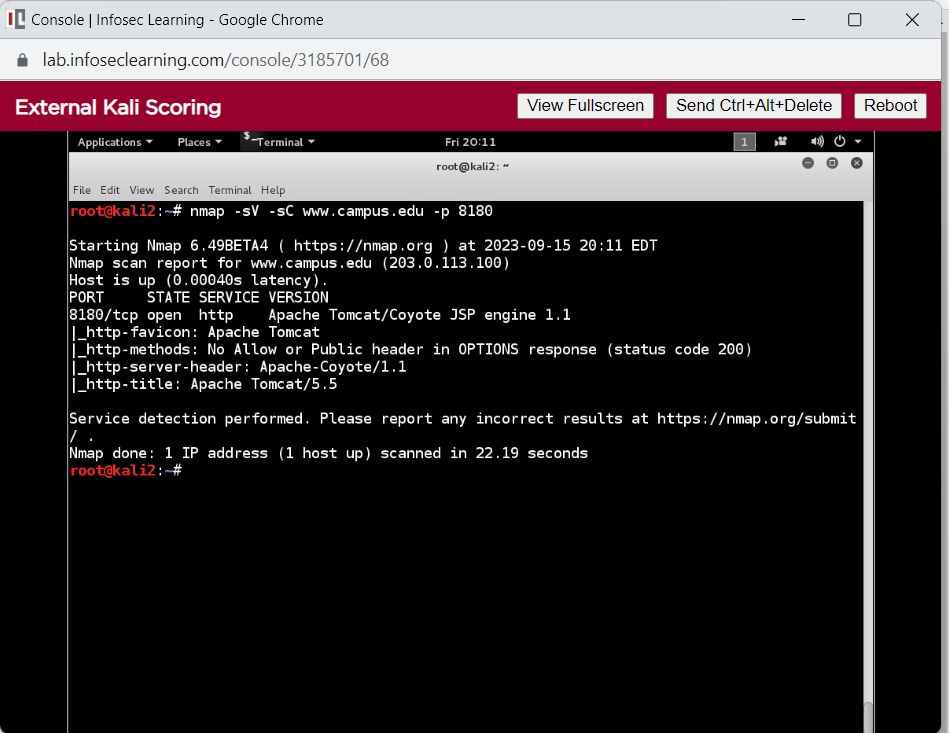 Console | Infosec Learning - Google Chrome
lab.infoseclearning.com/console/3185701/68
External Kali Scoring View Fullscreen Send Ctrl+Alt+Delete Reboot
Applications Places Terminal Fri 20:11 1
root@kali2: ~
File Edit View Search Terminal Help
root@kali2:~# nmap -sV -sC www.campus.edu -p 8180
Starting Nmap 6.49BETA4 ( https://nmap.org ) at 2023-09-15 20:11 EDT
Nmap scan report for www.campus.edu (203.0.113.100)
Host is up (0.00040s latency).
PORT     STATE SERVICE VERSION
8180/tcp open  http    Apache Tomcat/Coyote JSP engine 1.1
|_http-favicon: Apache Tomcat
|_http-methods: No Allow or Public header in OPTIONS response (status code 200)
|_http-server-header: Apache-Coyote/1.1
|_http-title: Apache Tomcat/5.5
Service detection performed. Please report any incorrect results at https://nmap.org/submit
/ .
Nmap done: 1 IP address (1 host up) scanned in 22.19 seconds
root@kali2:~#